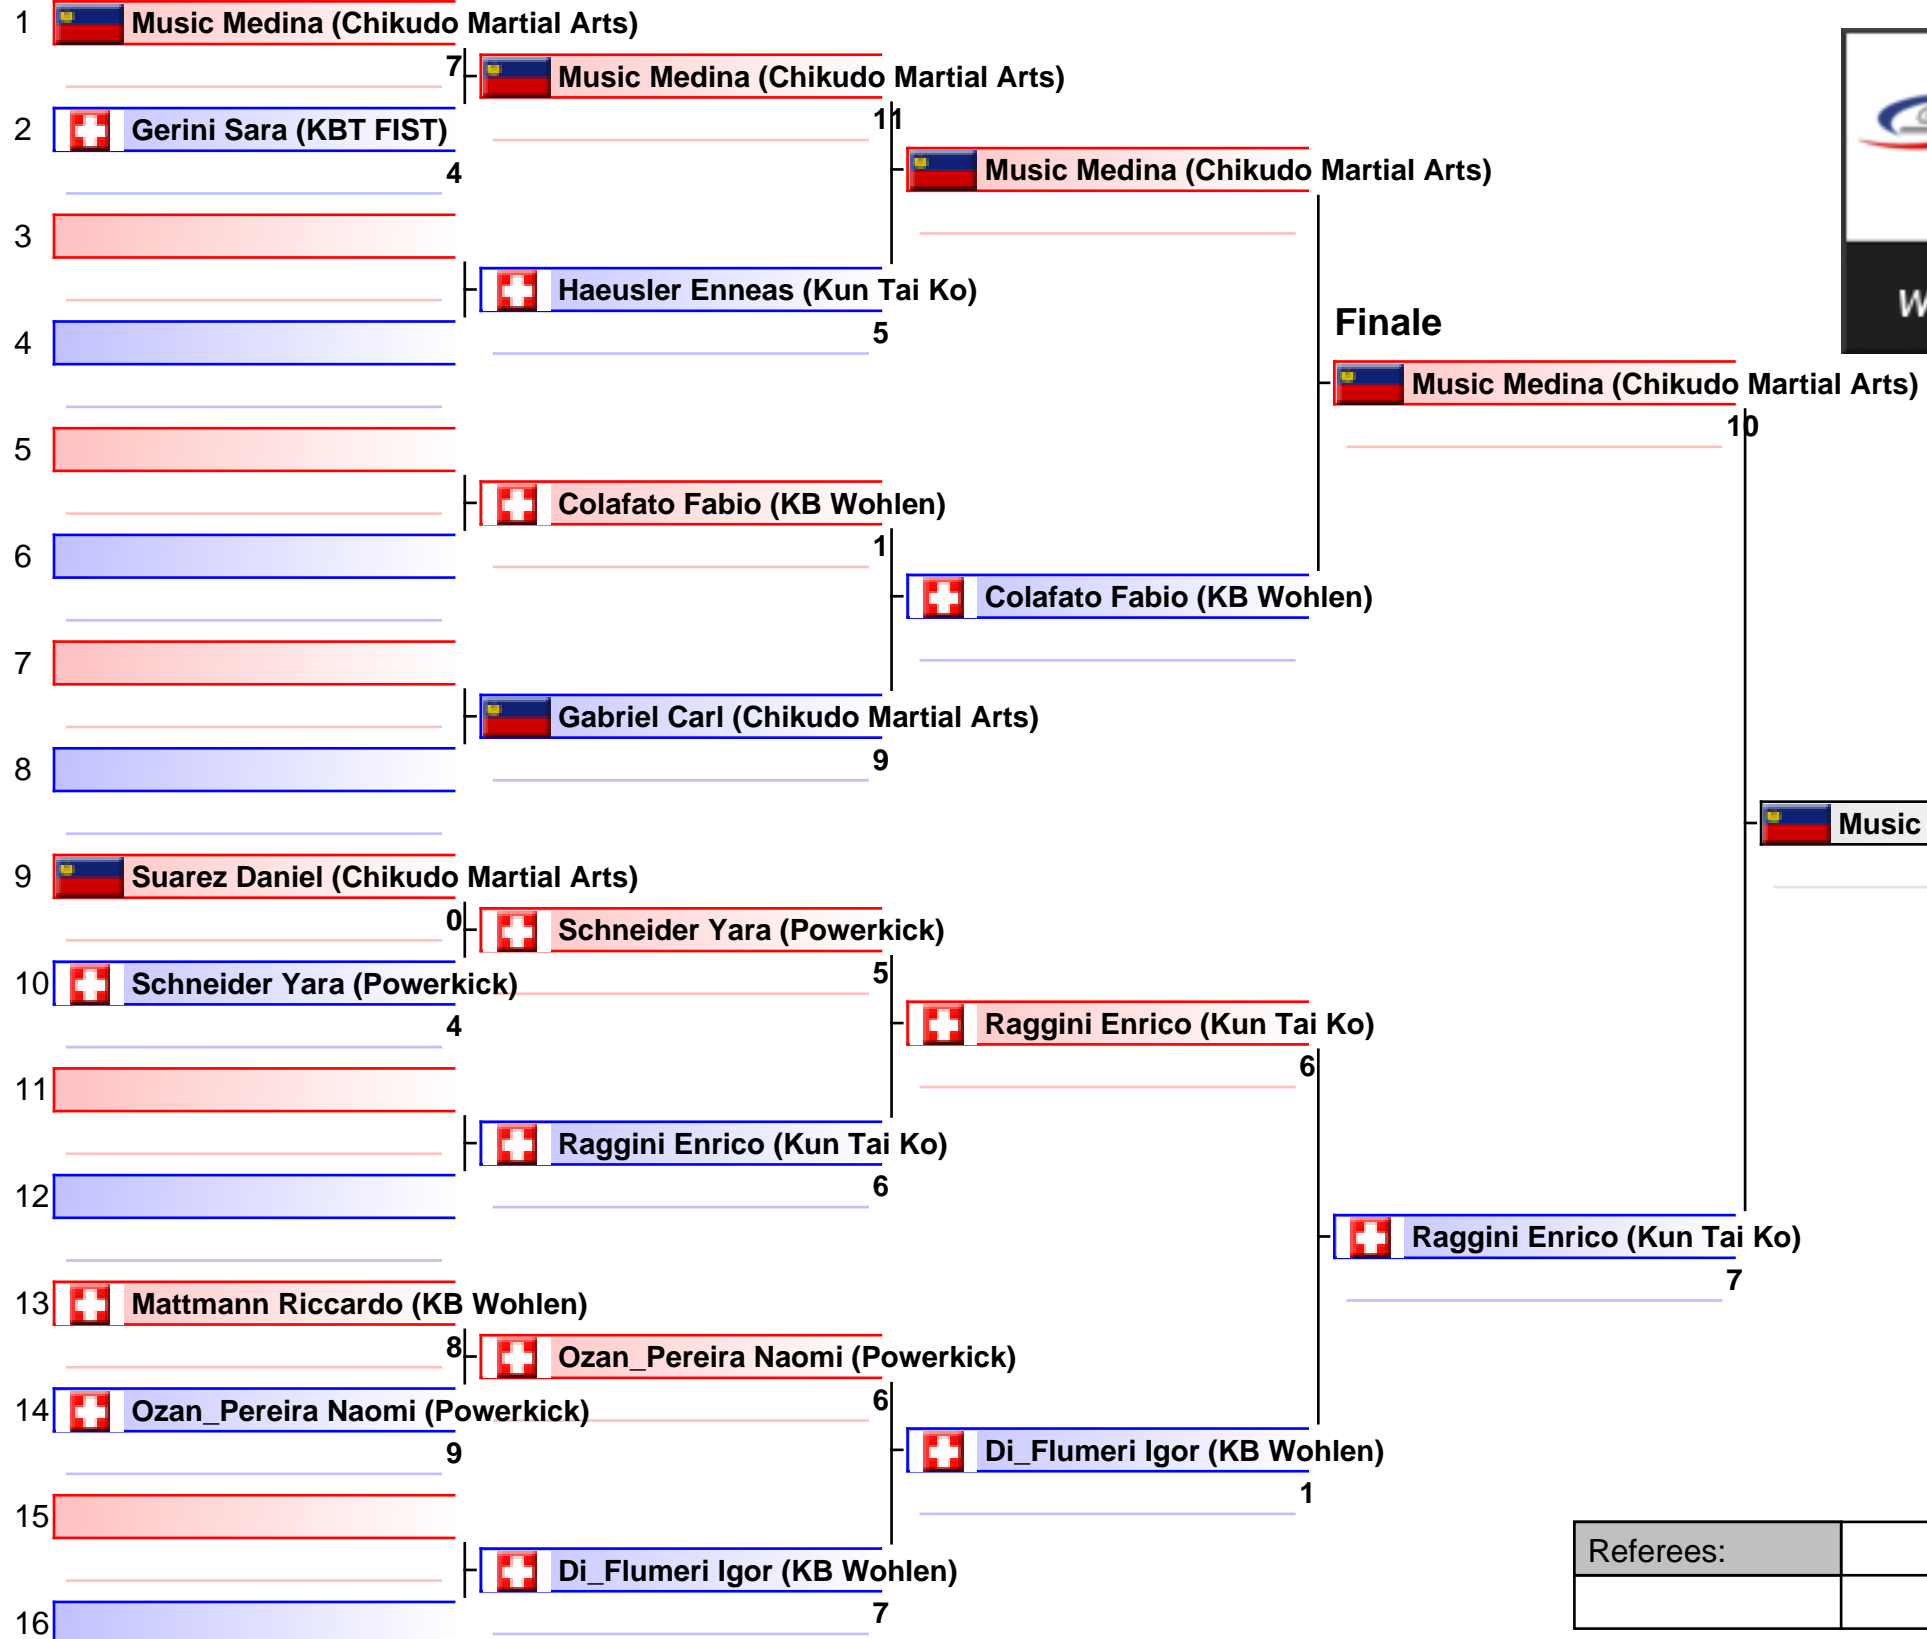 1 Music Medina (Chikudo Martial Arts)
7
Music Medina (Chikudo Martial Arts)
11
2 Gerini Sara (KBT FIST)
4
Music Medina (Chikudo Martial Arts)
3
Haeusler Enneas (Kun Tai Ko)
5
4
Finale
Music Medina (Chikudo Martial Arts)
10
5
Colafato Fabio (KB Wohlen)
1
6
Colafato Fabio (KB Wohlen)
7
Gabriel Carl (Chikudo Martial Arts)
9
8
Music
9 Suarez Daniel (Chikudo Martial Arts)
0
Schneider Yara (Powerkick)
5
10 Schneider Yara (Powerkick)
4
Raggini Enrico (Kun Tai Ko)
6
11
Raggini Enrico (Kun Tai Ko)
6
12
Raggini Enrico (Kun Tai Ko)
7
13 Mattmann Riccardo (KB Wohlen)
8
Ozan_Pereira Naomi (Powerkick)
6
14 Ozan_Pereira Naomi (Powerkick)
9
Di_Flumeri Igor (KB Wohlen)
1
15
Di_Flumeri Igor (KB Wohlen)
7
16
Referees: